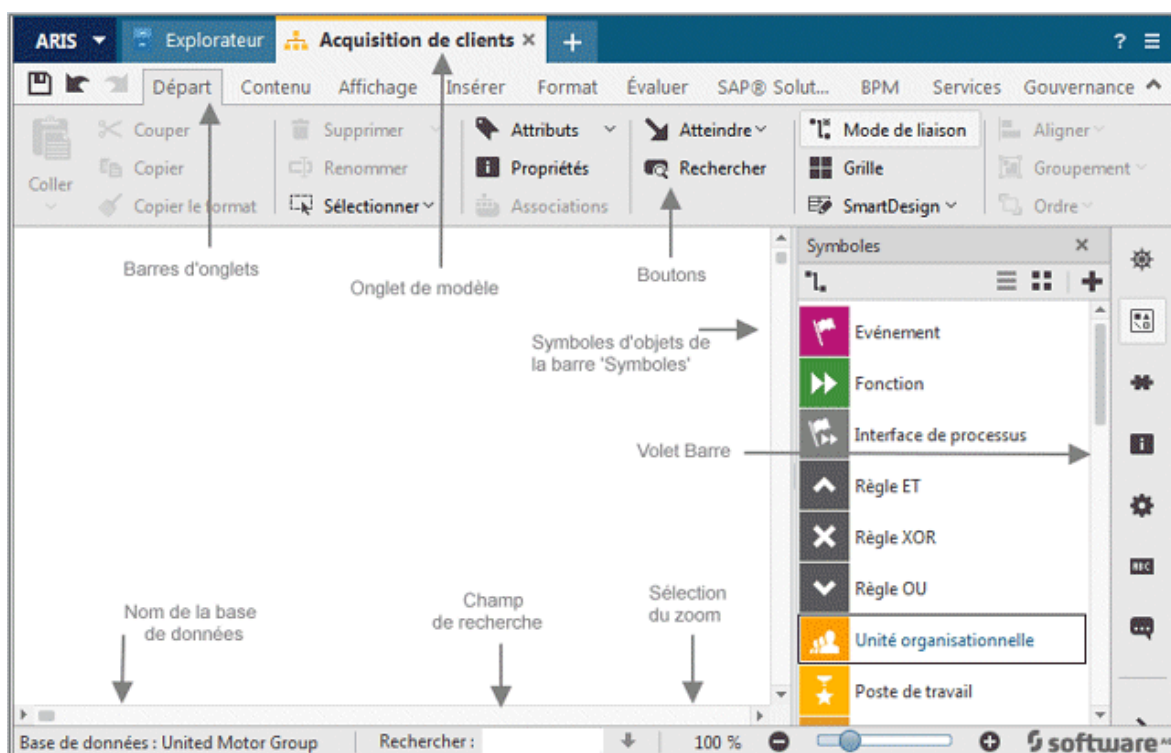 ARIS Explorateur Acquisition de clients × + ?
Départ Contenu Affichage Insérer Format Évaluer SAP® Solut... BPM Services Gouvernance
Couper Supprimer Attributs Atteindre Mode de liaison Aligner
Copier Renommer Propriétés Rechercher Grille Groupement
Coller
Copier le format Sélectionner Associations SmartDesign Ordre
Symboles ×
Barres d'onglets
Onglet de modèle
Boutons
Symboles d'objets de
la barre 'Symboles'
Evénement
Fonction
Interface de processus
Volet Barre
Règle ET
Règle XOR
ABC
Règle OU
Nom de la base
de données
Champ
de recherche
Sélection
du zoom
Unité organisationnelle
Poste de travail
Base de données : United Motor Group Rechercher : 100 % software AG